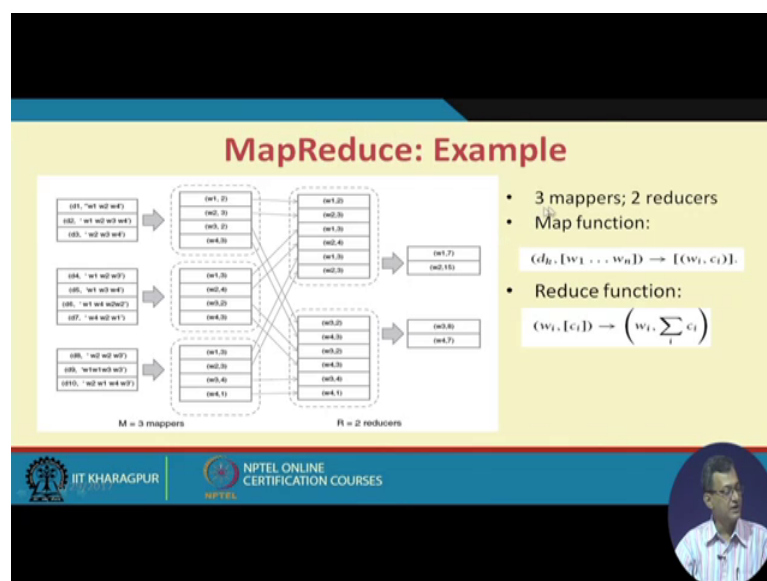 MapReduce: Example
(d1, "w1 w2 w4')
(d2, ' w1 w2 w3 w4')
(d3, ' w2 w3 w4')
(d4, ' w1 w2 w3')
(d5, 'w1 w3 w4')
(d6, ' w1 w4 w2w2')
(d7, ' w4 w2 w1')
(d8, ' w2 w2 w3')
(d9, 'w1w1w3 w3')
(d10, ' w2 w1 w4 w3')
(w1, 2)
(w2, 3)
(w3, 2)
(w4,3)
(w1,3)
(w2,4)
(w3,2)
(w4,3)
(w1,3)
(w2,3)
(w3,4)
(w4,1)
M = 3 mappers
(w1,2)
(w2,3)
(w1,3)
(w2,4)
(w1,3)
(w2,3)
(w3,2)
(w4,3)
(w3,2)
(w4,3)
(w3,4)
(w4,1)
R = 2 reducers
(w1,7)
(w2,15)
(w3,8)
(w4,7)
• 3 mappers; 2 reducers
• Map function:
(dk, [w1 . . . wn]) → [(wi, ci)].
• Reduce function:
(wi, [ci]) → (wi, ∑i ci)
IIT KHARAGPUR
NPTEL
NPTEL ONLINE
CERTIFICATION COURSES